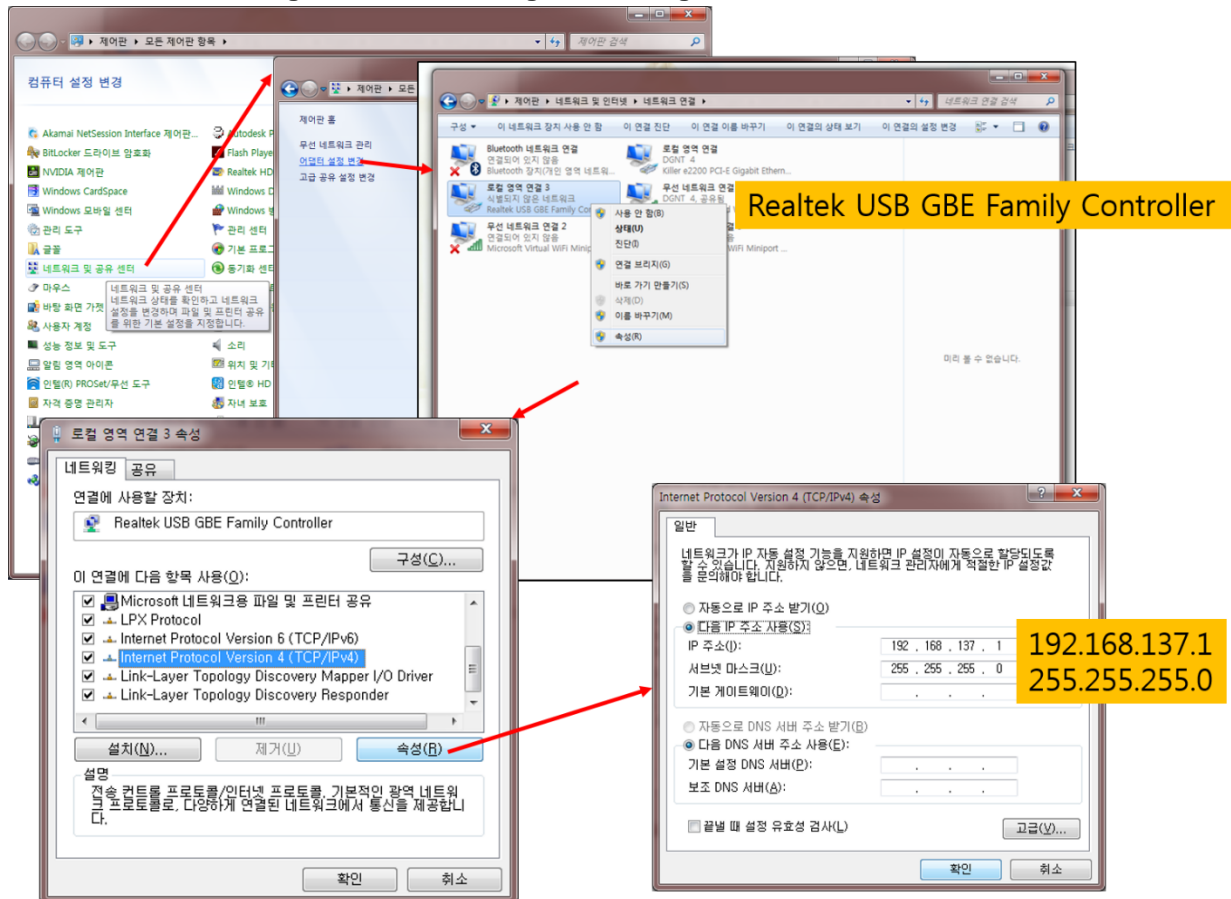 제어판 ▸ 모든 제어판 항목 ▸
제어판 검색
컴퓨터 설정 변경
Akamai NetSession Interface 제어판...
Autodesk
BitLocker 드라이브 암호화
Flash Playe
NVIDIA 제어판
Realtek HD
Windows CardSpace
Windows
Windows 모바일 센터
Windows
관리 도구
관리 센터
글꼴
기본 프로그
네트워크 및 공유 센터
동기화 센터
마우스
네트워크 및 공유 센터
네트워크 상태를 확인하고 네트워크
설정을 변경하며 파일 및 프린터 공유
를 위한 기본 설정을 지정합니다.
바탕 화면 가젯
사용자 계정
성능 정보 및 도구
소리
알림 영역 아이콘
위치 및 기
인텔(R) PROSet/무선 도구
인텔® HD
자격 증명 관리자
자녀 보호
제어판 ▸ 모든
제어판 홈
무선 네트워크 관리
어댑터 설정 변경
고급 공유 설정 변경
제어판 ▸ 네트워크 및 인터넷 ▸ 네트워크 연결 ▸
네트워크 연결 검색
구성 이 네트워크 장치 사용 안 함 이 연결 진단 이 연결 이름 바꾸기 이 연결의 상태 보기 이 연결의 설정 변경
Bluetooth 네트워크 연결
연결되어 있지 않음
Bluetooth 장치(개인 영역 네트워...
로컬 영역 연결
DGNT 4
Killer e2200 PCI-E Gigabit Ethern...
로컬 영역 연결 3
식별되지 않은 네트워크
Realtek USB GBE Family Co
무선 네트워크 연결
DGNT 4, 공유됨
무선 네트워크 연결 2
연결되어 있지 않음
Microsoft Virtual WiFi Minip
WiFi Miniport ...
사용 안 함(B)
상태(U)
진단(I)
연결 브리지(G)
바로 가기 만들기(S)
삭제(D)
이름 바꾸기(M)
속성(R)
Realtek USB GBE Family Controller
미리 볼 수 없습니다.
로컬 영역 연결 3 속성
네트워킹 공유
연결에 사용할 장치:
Realtek USB GBE Family Controller
구성(C)...
이 연결에 다음 항목 사용(O):
Microsoft 네트워크용 파일 및 프린터 공유
LPX Protocol
Internet Protocol Version 6 (TCP/IPv6)
Internet Protocol Version 4 (TCP/IPv4)
Link-Layer Topology Discovery Mapper I/O Driver
Link-Layer Topology Discovery Responder
설치(N)... 제거(U) 속성(R)
설명
전송 컨트롤 프로토콜/인터넷 프로토콜. 기본적인 광역 네트워
크 프로토콜로, 다양하게 연결된 네트워크에서 통신을 제공합니
다.
확인 취소
Internet Protocol Version 4 (TCP/IPv4) 속성
일반
네트워크가 IP 자동 설정 기능을 지원하면 IP 설정이 자동으로 할당되도록
할 수 있습니다. 지원하지 않으면, 네트워크 관리자에게 적절한 IP 설정값
을 문의해야 합니다.
자동으로 IP 주소 받기(O)
다음 IP 주소 사용(S):
IP 주소(I): 192 . 168 . 137 . 1
서브넷 마스크(U): 255 . 255 . 255 . 0
기본 게이트웨이(D): . . .
192.168.137.1
255.255.255.0
자동으로 DNS 서버 주소 받기(B)
다음 DNS 서버 주소 사용(E):
기본 설정 DNS 서버(P): . . .
보조 DNS 서버(A): . . .
끝낼 때 설정 유효성 검사(L)
고급(V)...
확인 취소